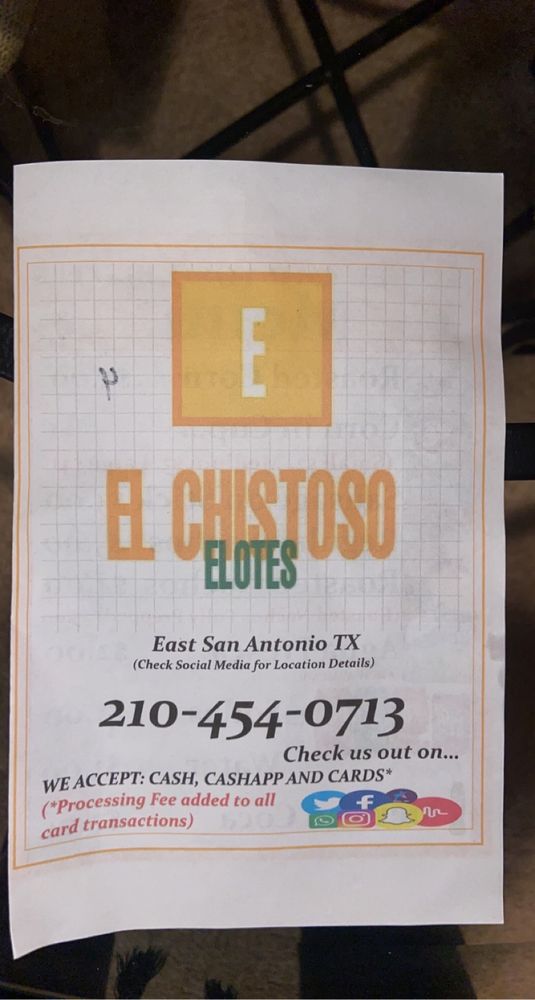 E
EL CHISTOSO
ELOTES
East San Antonio TX
(Check Social Media for Location Details)
210-454-0713
Check us out on...
WE ACCEPT: CASH, CASHAPP AND CARDS*
(*Processing Fee added to all
card transactions)